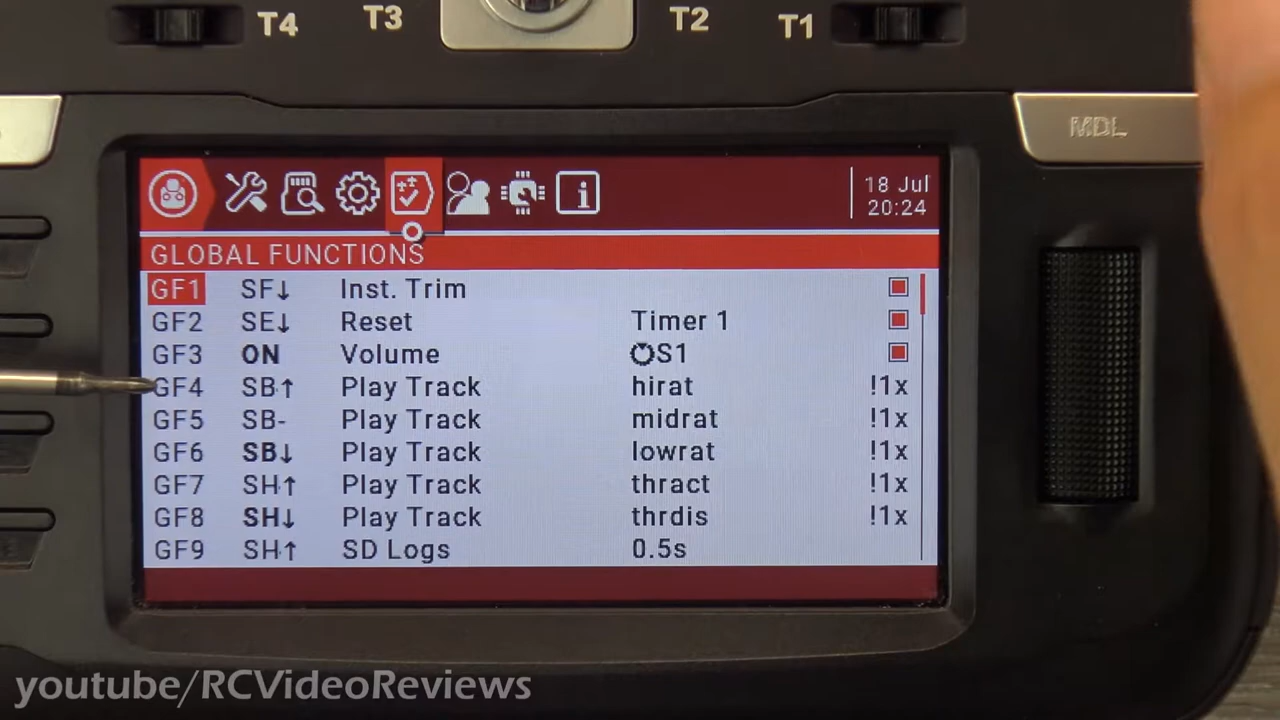 T4 T3 T2 T1
MDL
18 Jul
20:24
GLOBAL FUNCTIONS
GF1 SF↓ Inst. Trim
GF2 SE↓ Reset Timer 1
GF3 ON Volume S1
GF4 SB↑ Play Track hirat !1x
GF5 SB- Play Track midrat !1x
GF6 SB↓ Play Track lowrat !1x
GF7 SH↑ Play Track thract !1x
GF8 SH↓ Play Track thrdis !1x
GF9 SH↑ SD Logs 0.5s
youtube/RCVideoReviews